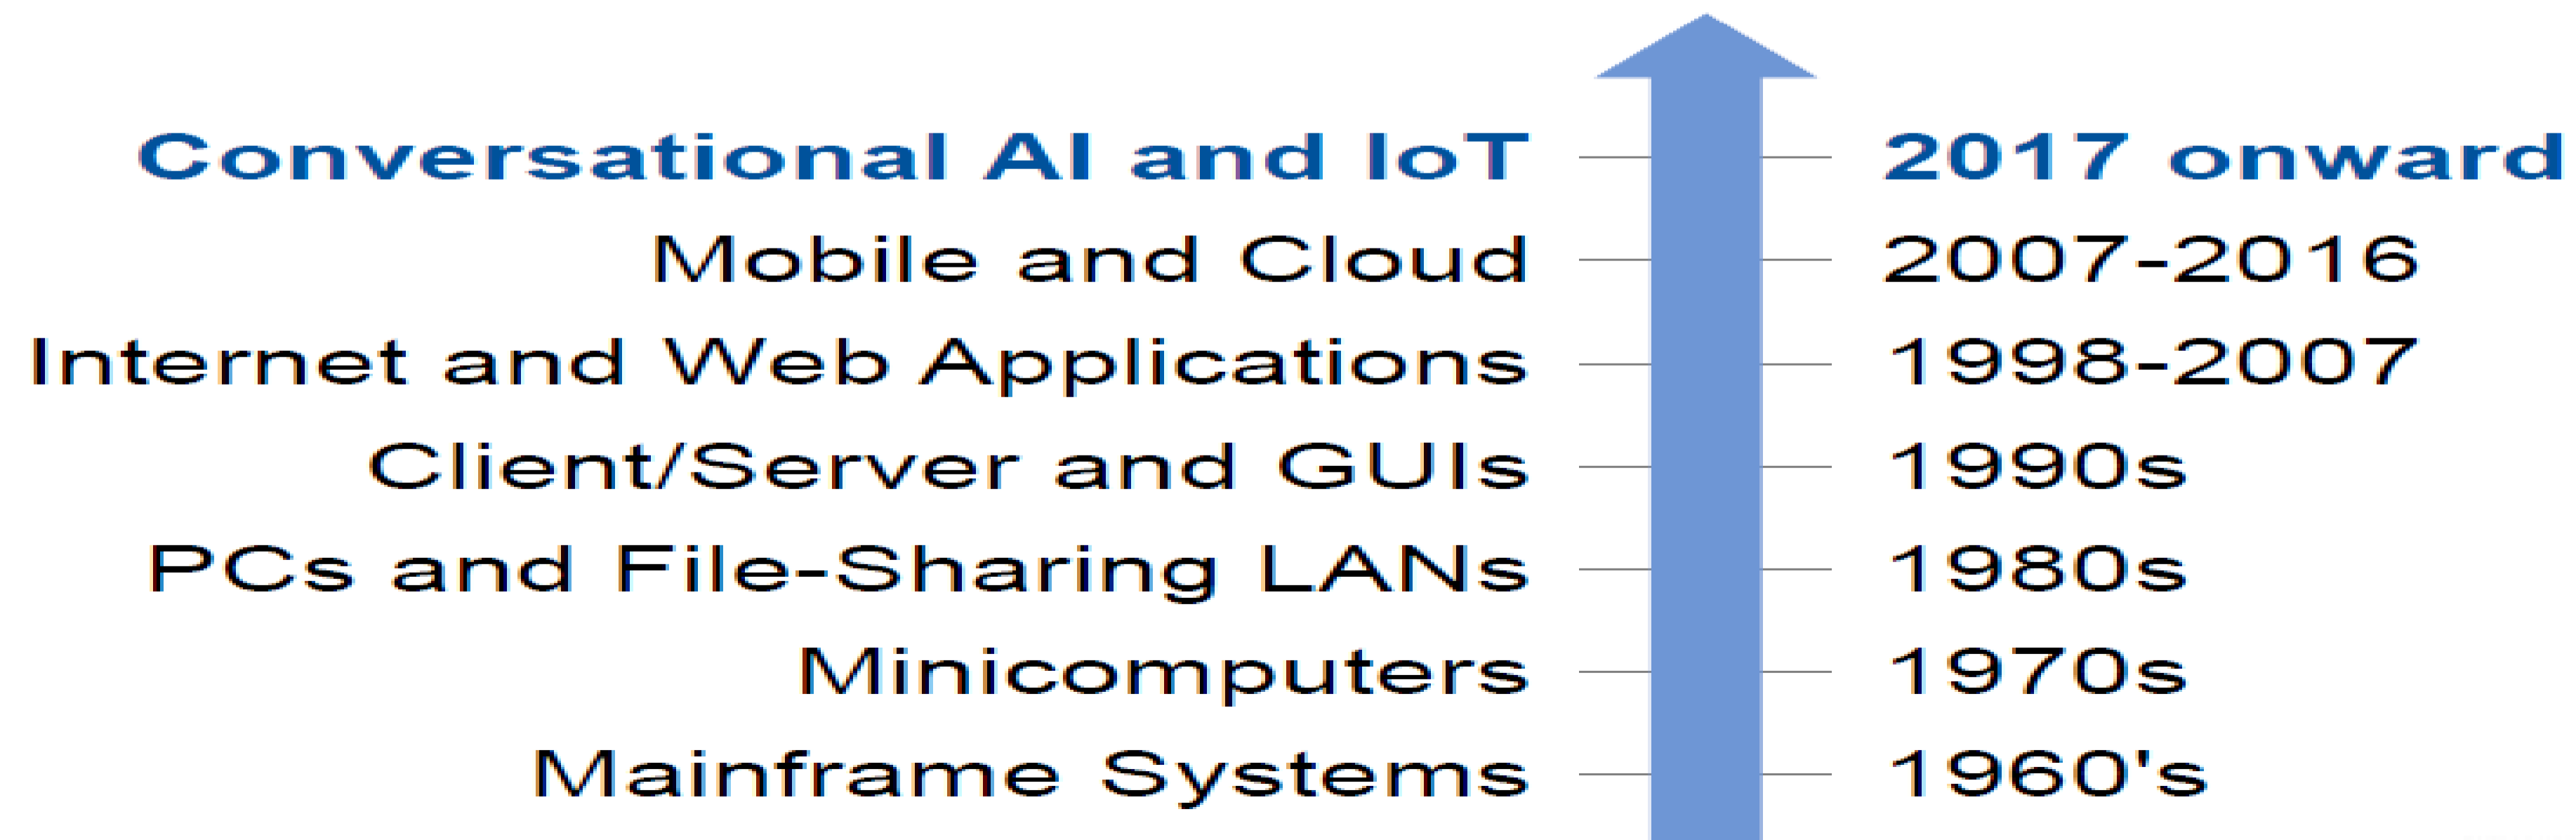 Conversational AI and IoT 2017 onward
Mobile and Cloud 2007-2016
Internet and Web Applications 1998-2007
Client/Server and GUIs 1990s
PCs and File-Sharing LANs 1980s
Minicomputers 1970s
Mainframe Systems 1960's